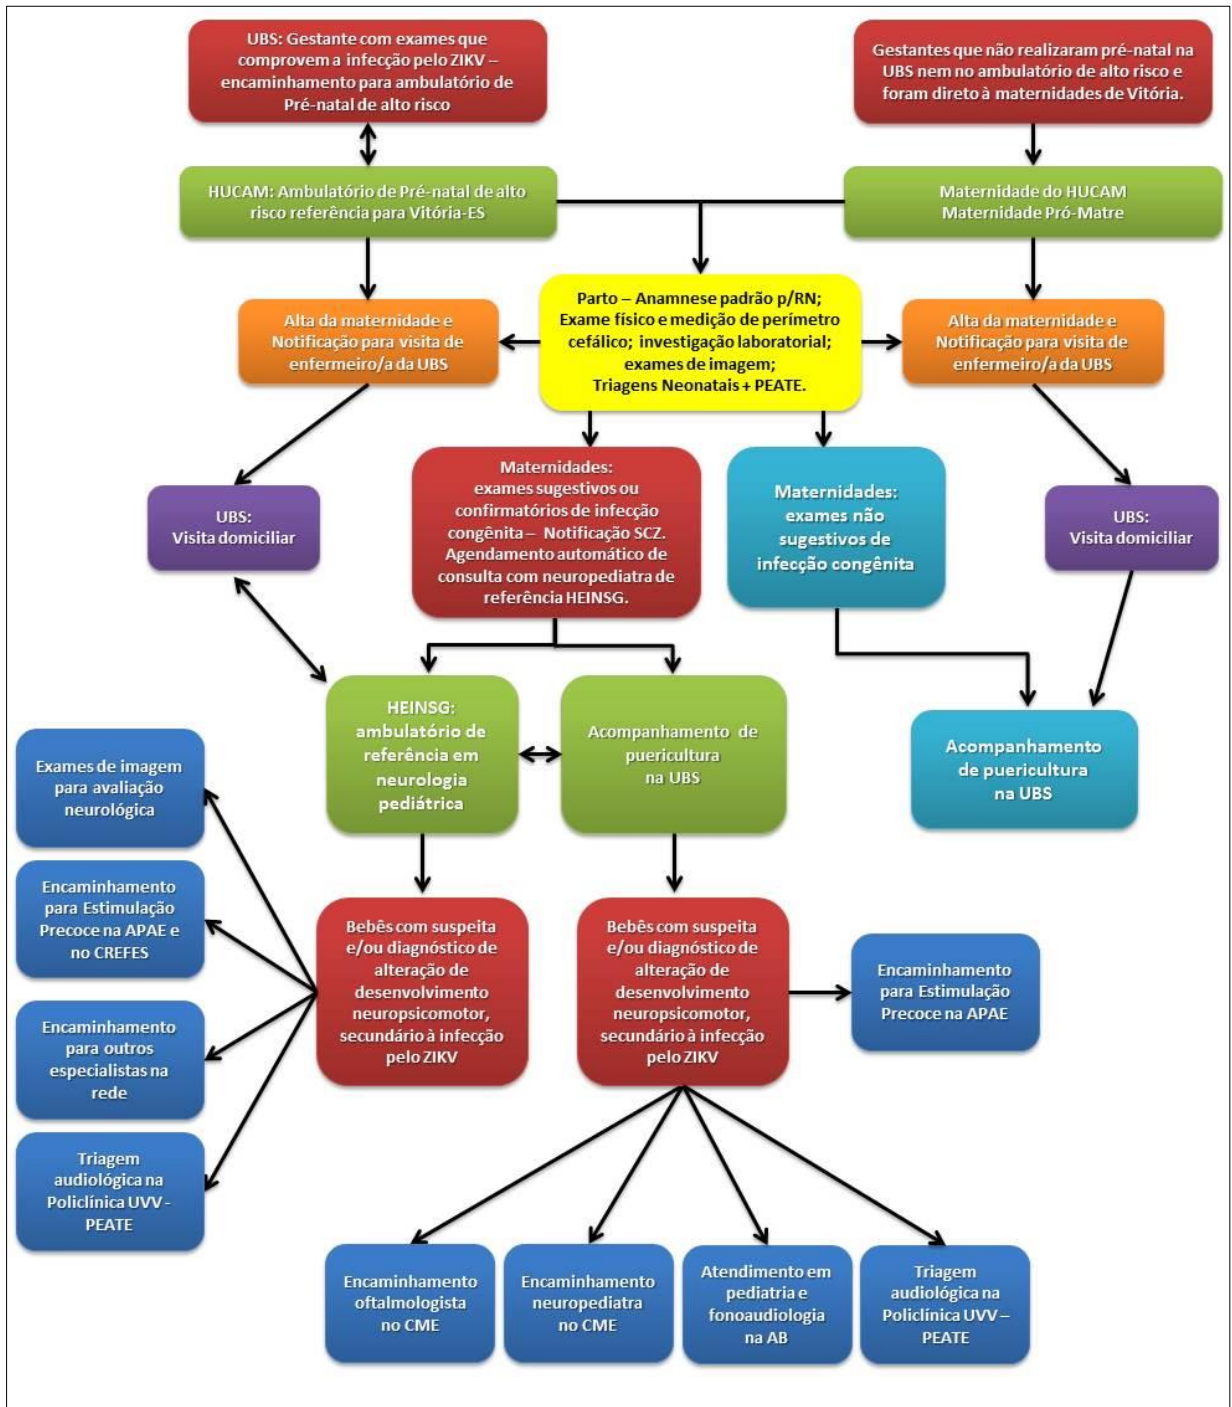 UBS: Gestante com exames que
comprovem a infecção pelo ZIKV –
encaminhamento para ambulatório de
Pré-natal de alto risco
Gestantes que não realizaram pré-natal na
UBS nem no ambulatório de alto risco e
foram direto à maternidades de Vitória.
HUCAM: Ambulatório de Pré-natal de alto
risco referência para Vitória-ES
Maternidade do HUCAM
Maternidade Pró-Matre
Alta da maternidade e
Notificação para visita de
enfermeiro/a da UBS
Parto – Anamnese padrão p/RN;
Exame físico e medição de perímetro
cefálico; investigação laboratorial;
exames de imagem;
Triagens Neonatais + PEATE.
Alta da maternidade e
Notificação para visita de
enfermeiro/a da UBS
UBS:
Visita domiciliar
Maternidades:
exames sugestivos ou
confirmatórios de infecção
congênita – Notificação SCZ.
Agendamento automático de
consulta com neuropediatra de
referência HEINSG.
Maternidades:
exames não
sugestivos de
infecção congênita
UBS:
Visita domiciliar
HEINSG:
ambulatório de
referência em
neurologia
pediátrica
Acompanhamento de
puericultura
na UBS
Acompanhamento
de puericultura
na UBS
Exames de imagem
para avaliação
neurológica
Encaminhamento
para Estimulação
Precoce na APAE e
no CREFES
Encaminhamento
para outros
especialistas na
rede
Triagem
audiológica na
Policlínica UVV -
PEATE
Bebês com suspeita
e/ou diagnóstico de
alteração de
desenvolvimento
neuropsicomotor,
secundário à infecção
pelo ZIKV
Bebês com suspeita
e/ou diagnóstico de
alteração de
desenvolvimento
neuropsicomotor,
secundário à infecção
pelo ZIKV
Encaminhamento
para Estimulação
Precoce na APAE
Encaminhamento
oftalmologista
no CME
Encaminhamento
neuropediatra
no CME
Atendimento em
pediatria e
fonoaudiologia
na AB
Triagem
audiológica na
Policlínica UVV –
PEATE